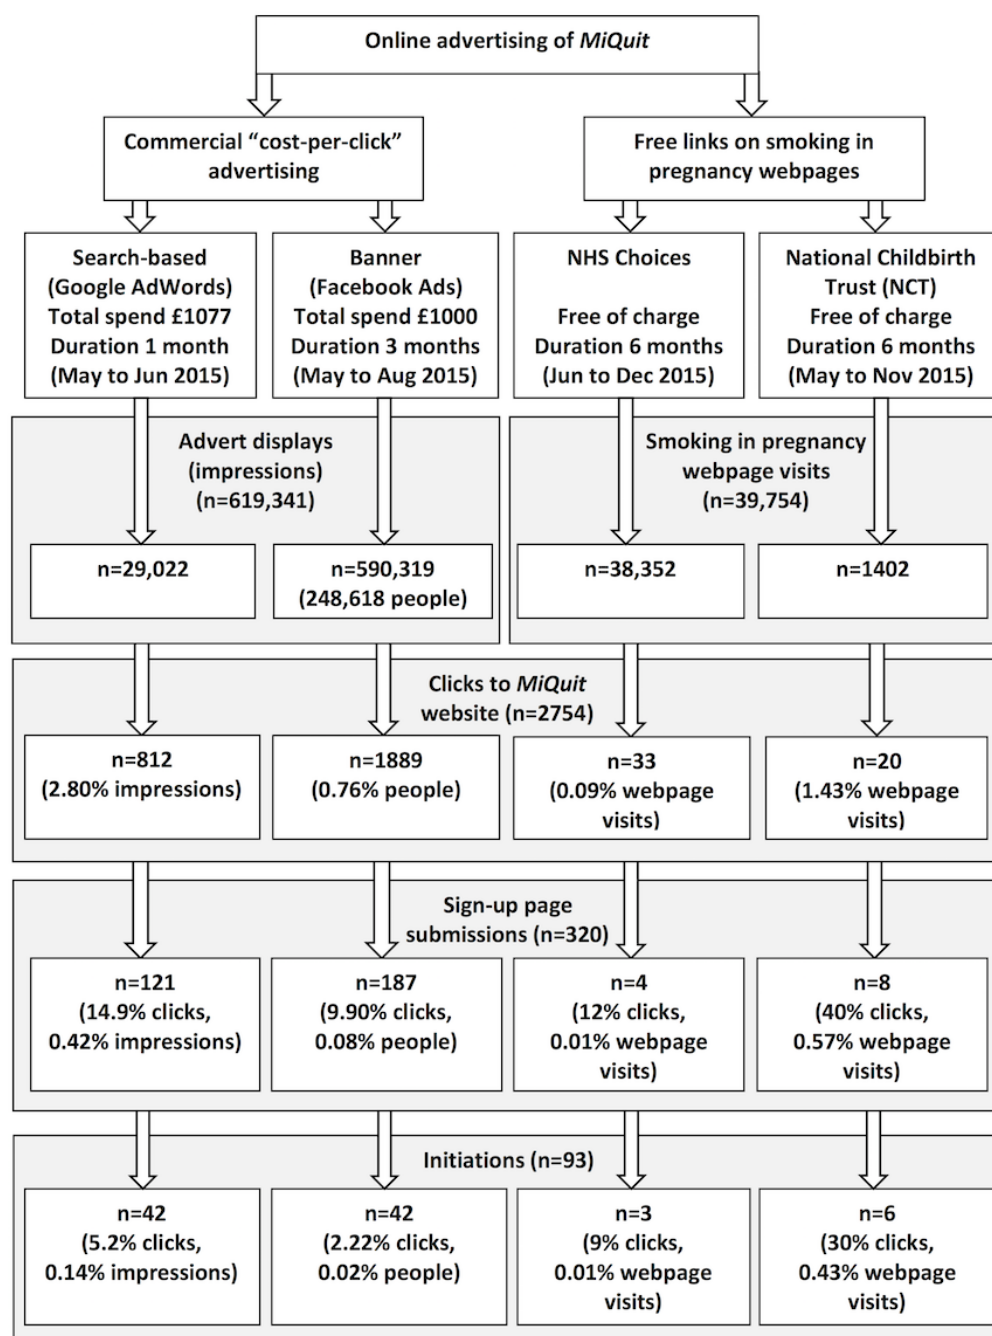 Online advertising of MiQuit
Commercial “cost-per-click”
advertising
Free links on smoking in
pregnancy webpages
Search-based
(Google AdWords)
Total spend £1077
Duration 1 month
(May to Jun 2015)
Banner
(Facebook Ads)
Total spend £1000
Duration 3 months
(May to Aug 2015)
NHS Choices
Free of charge
Duration 6 months
(Jun to Dec 2015)
National Childbirth
Trust (NCT)
Free of charge
Duration 6 months
(May to Nov 2015)
Advert displays
(impressions)
(n=619,341)
Smoking in pregnancy
webpage visits
(n=39,754)
n=29,022
n=590,319
(248,618 people)
n=38,352
n=1402
Clicks to MiQuit
website (n=2754)
n=812
(2.80% impressions)
n=1889
(0.76% people)
n=33
(0.09% webpage
visits)
n=20
(1.43% webpage
visits)
Sign-up page
submissions (n=320)
n=121
(14.9% clicks,
0.42% impressions)
n=187
(9.90% clicks,
0.08% people)
n=4
(12% clicks,
0.01% webpage
visits)
n=8
(40% clicks,
0.57% webpage
visits)
Initiations (n=93)
n=42
(5.2% clicks,
0.14% impressions)
n=42
(2.22% clicks,
0.02% people)
n=3
(9% clicks,
0.01% webpage
visits)
n=6
(30% clicks,
0.43% webpage
visits)